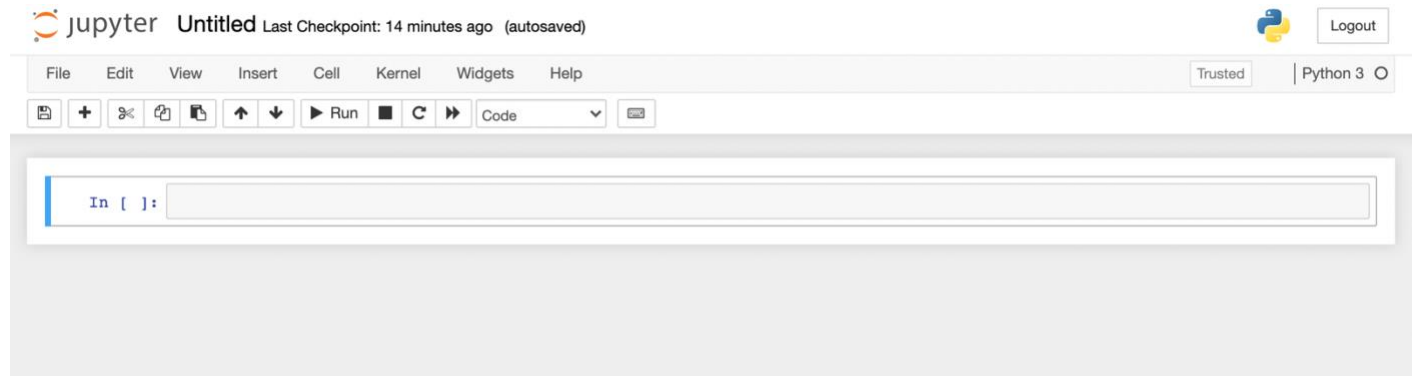 jupyter Untitled Last Checkpoint: 14 minutes ago (autosaved) Logout
File Edit View Insert Cell Kernel Widgets Help Trusted Python 3
Run Code
In [ ]: